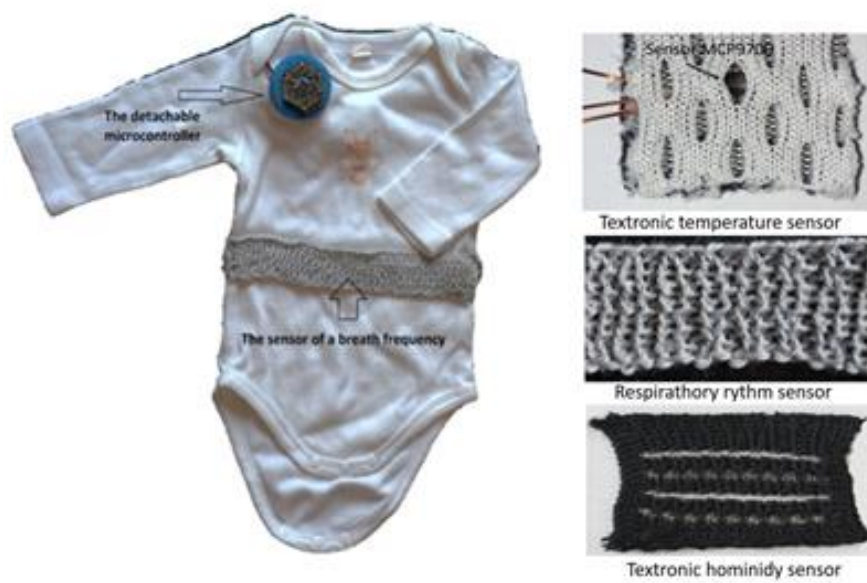 The detachable
microcontroller
The sensor of a breath frequency
Sensor MCP9700
Textronic temperature sensor
Respirathory rythm sensor
Textronic hominidy sensor